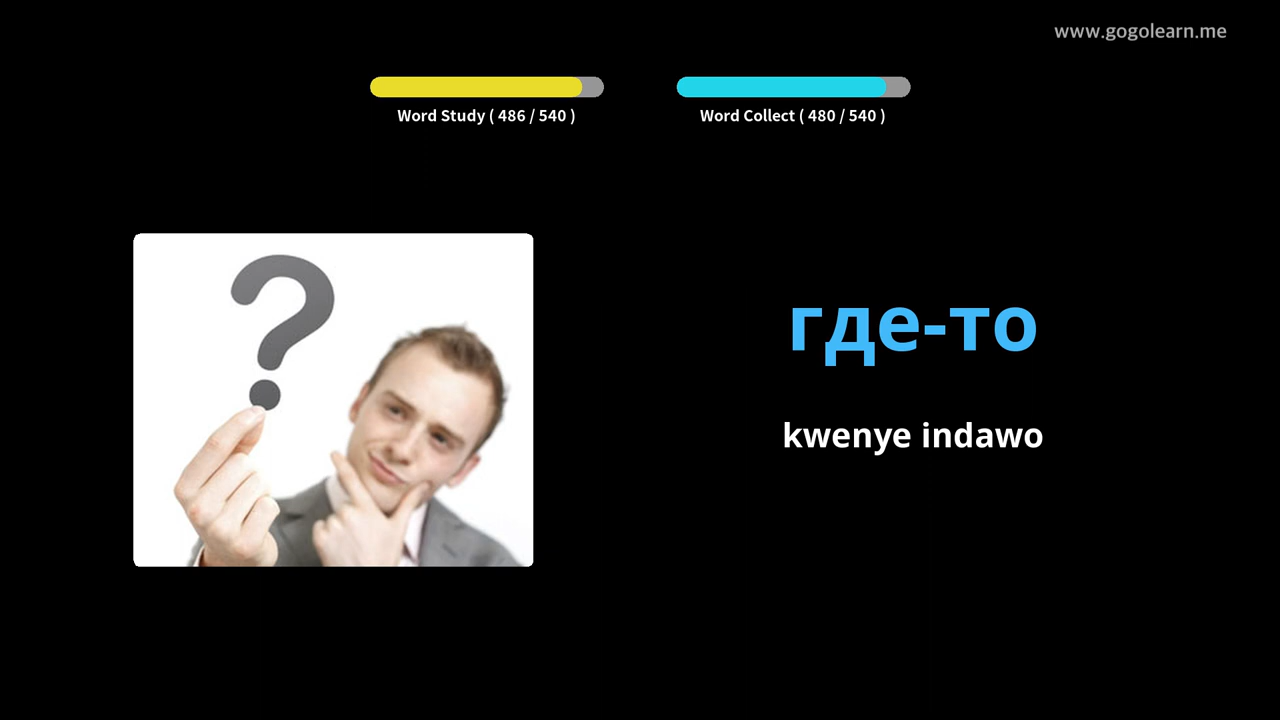 www.gogolearn.me
Word Study ( 486 / 540 )
Word Collect ( 480 / 540 )
где-то
kwenye indawo